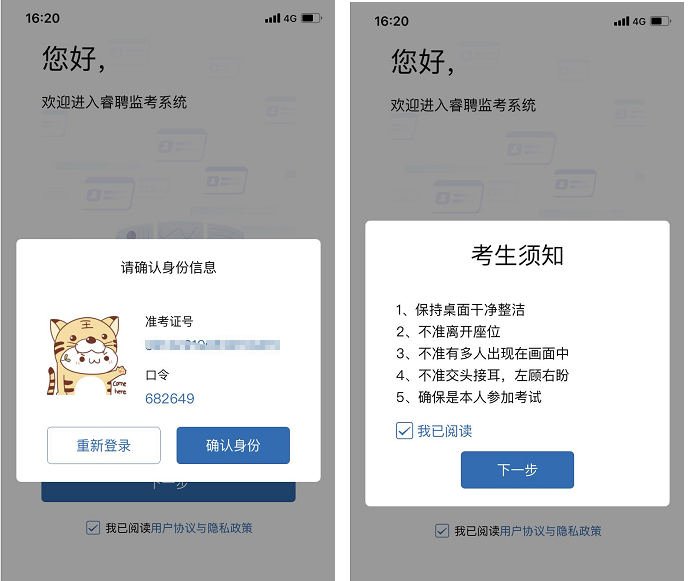 16:20
4G
您好,
欢迎进入睿聘监考系统
请确认身份信息
准考证号
口令
682649
come
here
重新登录
确认身份
下一步
我已阅读用户协议与隐私政策
16:20
4G
您好,
欢迎进入睿聘监考系统
考生须知
1、保持桌面干净整洁
2、不准离开座位
3、不准有多人出现在画面中
4、不准交头接耳，左顾右盼
5、确保是本人参加考试
我已阅读
下一步
我已阅读用户协议与隐私政策